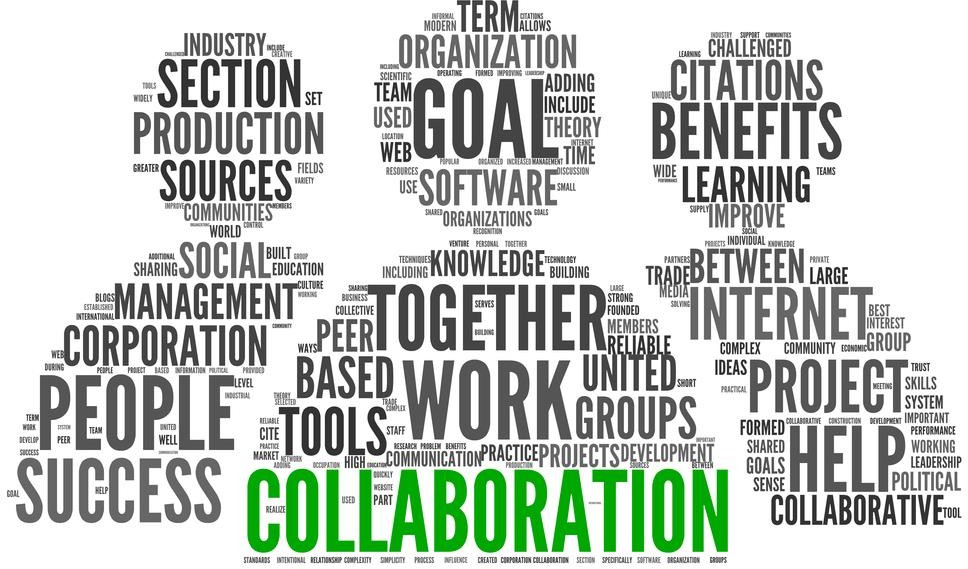 INDUSTRY INCLUDE
CHALLENGED CREATIVE
TOOLS SECTION
WIDELY SET
PRODUCTION
GREATER SOURCES FIELDS
VARIETY
IMPROVE COMMUNITIES MEMBERS
ORGANIZATIONS CONTROL
WORLD
ADDITIONAL SOCIAL BUILT GROUP
SHARING EDUCATION
CULTURE
BLOGS MANAGEMENT WORKING
ESTABLISHED
INTERNATIONAL COMMUNITY
WEB CORPORATION
DURING PEOPLE PROJECT BASED INFORMATION POLITICAL PROVIDED
PEOPLE LEVEL
INDUSTRIAL
TERM
WORK SYSTEM TEAM UNITED
DEVELOP PEER WELL
SUCCESS COMMUNICATION
SUCCESS
GOAL HELP
INFORMAL TERM CITATIONS
MODERN ALLOWS
ORGANIZATION
INCLUDING OPERATING FORMED IMPROVING LEADERSHIP
SCIENTIFIC GOAL ADDING
TEAM INCLUDE
USED THEORY
LOCATION INTERNET
WEB TIME
POPULAR ORGANIZED INCREASED MANAGEMENT
RESOURCES SOFTWARE DISCUSSION
USE SMALL
SHARED ORGANIZATIONS GOALS
RECOGNITION
VENTURE PERSONAL TOGETHER
TECHNIQUES KNOWLEDGE TECHNOLOGY
INCLUDING BUILDING
SHARING TOGETHER LARGE
BUSINESS SERVES STRONG
COLLECTIVE FOUNDED
PEER BUILDING MEMBERS
WAYS RELIABLE
BASED WORK UNITED
SHORT
THEORY TRADE
SELECTED COMPLEX GROUPS
PRACTICE TOOLS
RELIABLE STAFF
CITE
PRACTICE RESEARCH PROBLEM BENEFITS IMPORTANT
MARKET NETWORK COMMUNICATION PRACTICE PROJECTS DEVELOPMENT
ADDING OCCUPATION HIGH EDUCATION PRODUCTION SOURCES BETWEEN
COLLABORATION
QUICKLY
WEBSITE
USED PART
REALIZE
STANDARDS INTENTIONAL RELATIONSHIP COMPLEXITY SIMPLICITY PROCESS INFLUENCE CREATED CORPORATION COLLABORATION SECTION SPECIFICALLY SOFTWARE ORGANIZATION GROUPS
INDUSTRY SUPPORT COMMUNITIES
LEARNING CHALLENGED
CITATIONS
UNIQUE
BENEFITS
WIDE LEARNING TEAMS
PERFORMANCE
SUPPLY IMPROVE
SOCIAL
PROJECTS INDIVIDUAL KNOWLEDGE
PARTNERS BETWEEN PRIVATE
TRADE LARGE
MEDIA INTERNET
SOLVING BEST
INTEREST
COMPLEX COMMUNITY ECONOMIC GROUP
IDEAS PROJECT TRUST
PRACTICAL MEETING SKILLS
SYSTEM
COLLABORATIVE CONSTRUCTION DEVELOPMENT IMPORTANT
FORMED HELP PERFORMANCE
SHARED WORKING
GOALS LEADERSHIP
SENSE POLITICAL
COLLABORATIVE TOOL